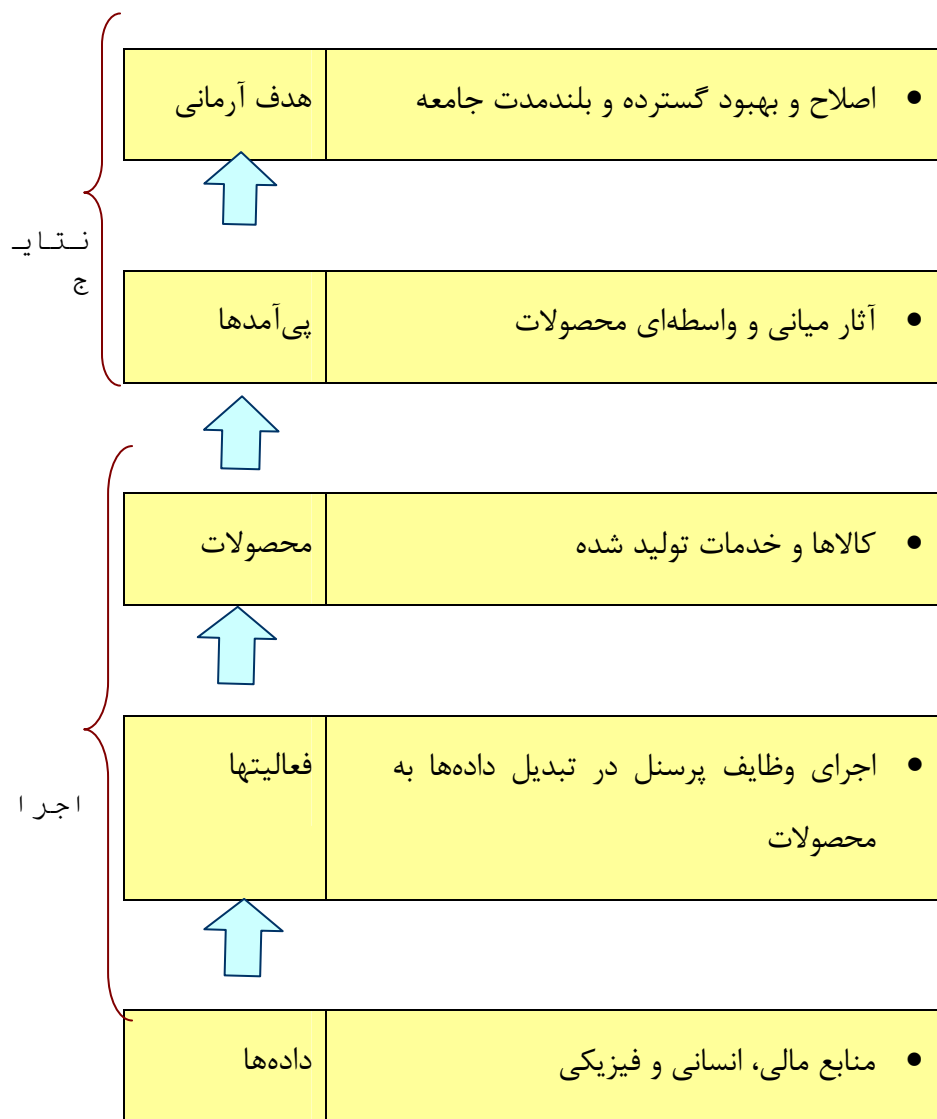 هدف آرمانی
• اصلاح و بهبود گسترده و بلندمدت جامعه
نتایـ
ج
پی‌آمدها
• آثار میانی و واسطه‌ای محصولات
محصولات
• کالاها و خدمات تولید شده
فعالیتها
• اجرای وظایف پرسنل در تبدیل داده‌ها به
محصولات
اجرا
داده‌ها
• منابع مالی، انسانی و فیزیکی